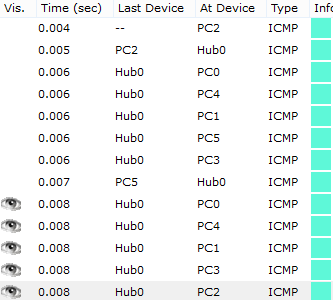 Vis. Time (sec) Last Device At Device Type Info
0.004 -- PC2 ICMP
0.005 PC2 Hub0 ICMP
0.006 Hub0 PC0 ICMP
0.006 Hub0 PC4 ICMP
0.006 Hub0 PC1 ICMP
0.006 Hub0 PC5 ICMP
0.006 Hub0 PC3 ICMP
0.007 PC5 Hub0 ICMP
0.008 Hub0 PC0 ICMP
0.008 Hub0 PC4 ICMP
0.008 Hub0 PC1 ICMP
0.008 Hub0 PC3 ICMP
0.008 Hub0 PC2 ICMP